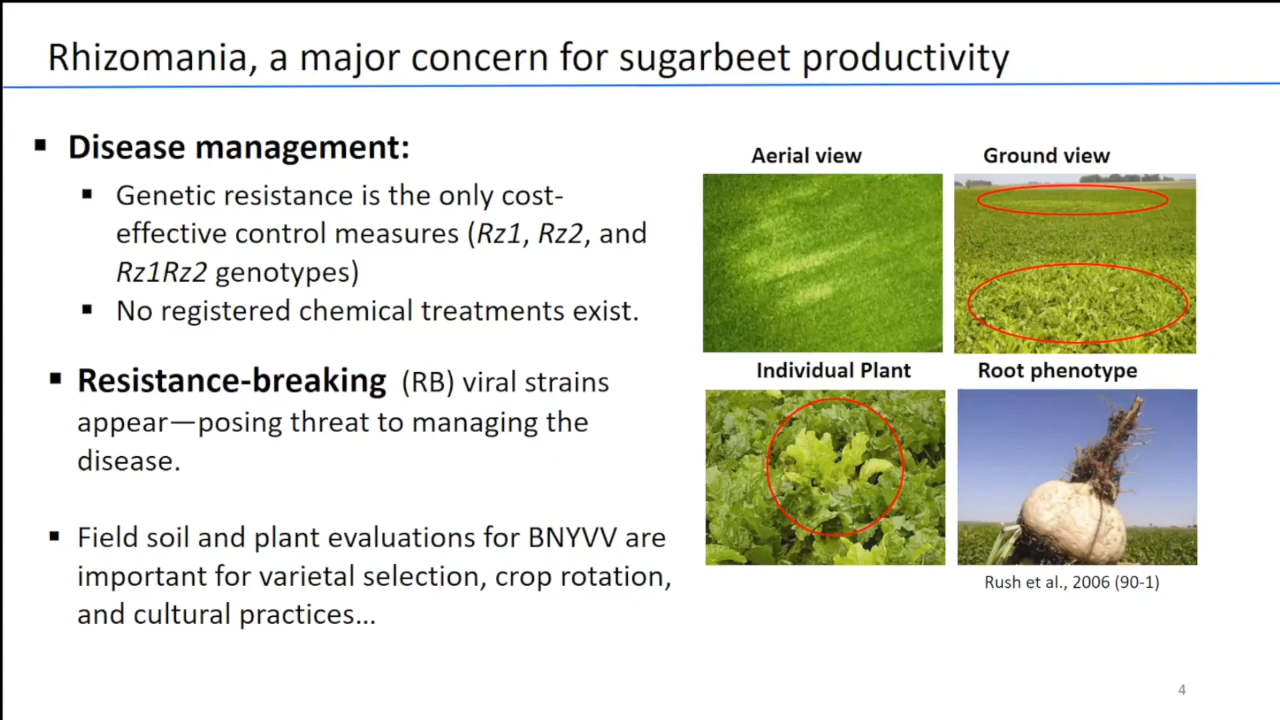 Rhizomania, a major concern for sugarbeet productivity
▪ Disease management:
▪ Genetic resistance is the only cost-
effective control measures (Rz1, Rz2, and
Rz1Rz2 genotypes)
▪ No registered chemical treatments exist.
▪ Resistance-breaking (RB) viral strains
appear—posing threat to managing the
disease.
▪ Field soil and plant evaluations for BNYVV are
important for varietal selection, crop rotation,
and cultural practices...
Aerial view
Ground view
Individual Plant
Root phenotype
Rush et al., 2006 (90-1)
4